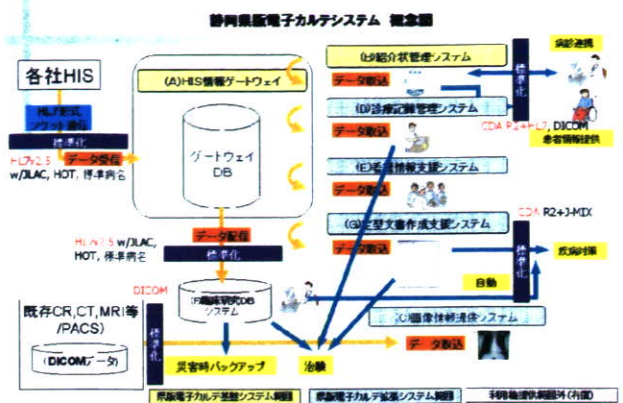 静岡県版電子カルテシステム 概念図
各社HIS
HL7形式
ソケット通信
標準化
HL7v2.5
データ受信
w/JLAC, HOT, 標準病名
(A)HIS情報ゲートウェイ
ゲートウェイ
DB
データ配信
HL7v2.5 w/JLAC,
HOT, 標準病名
標準化
(B)紹介状管理システム
データ取込
(D)診療記録管理システム
データ取込
(E)看護情報支援システム
データ取込
(G)定型文書作成支援システム
データ取込
自動
標準化
病診連携
CDA R2+HL7, DICOM
患者情報提供
CDA R2+J-MIX
標準化
疾病対策
DICOM
(F)臨床研究DB
システム
(C)画像情報提供システム
データ取込
既存CR,CT,MRI等
/PACS)
(DICOMデータ)
標準化
災害時バックアップ
治験
県版電子カルテ基盤システム範囲
県版電子カルテ拡張システム範囲